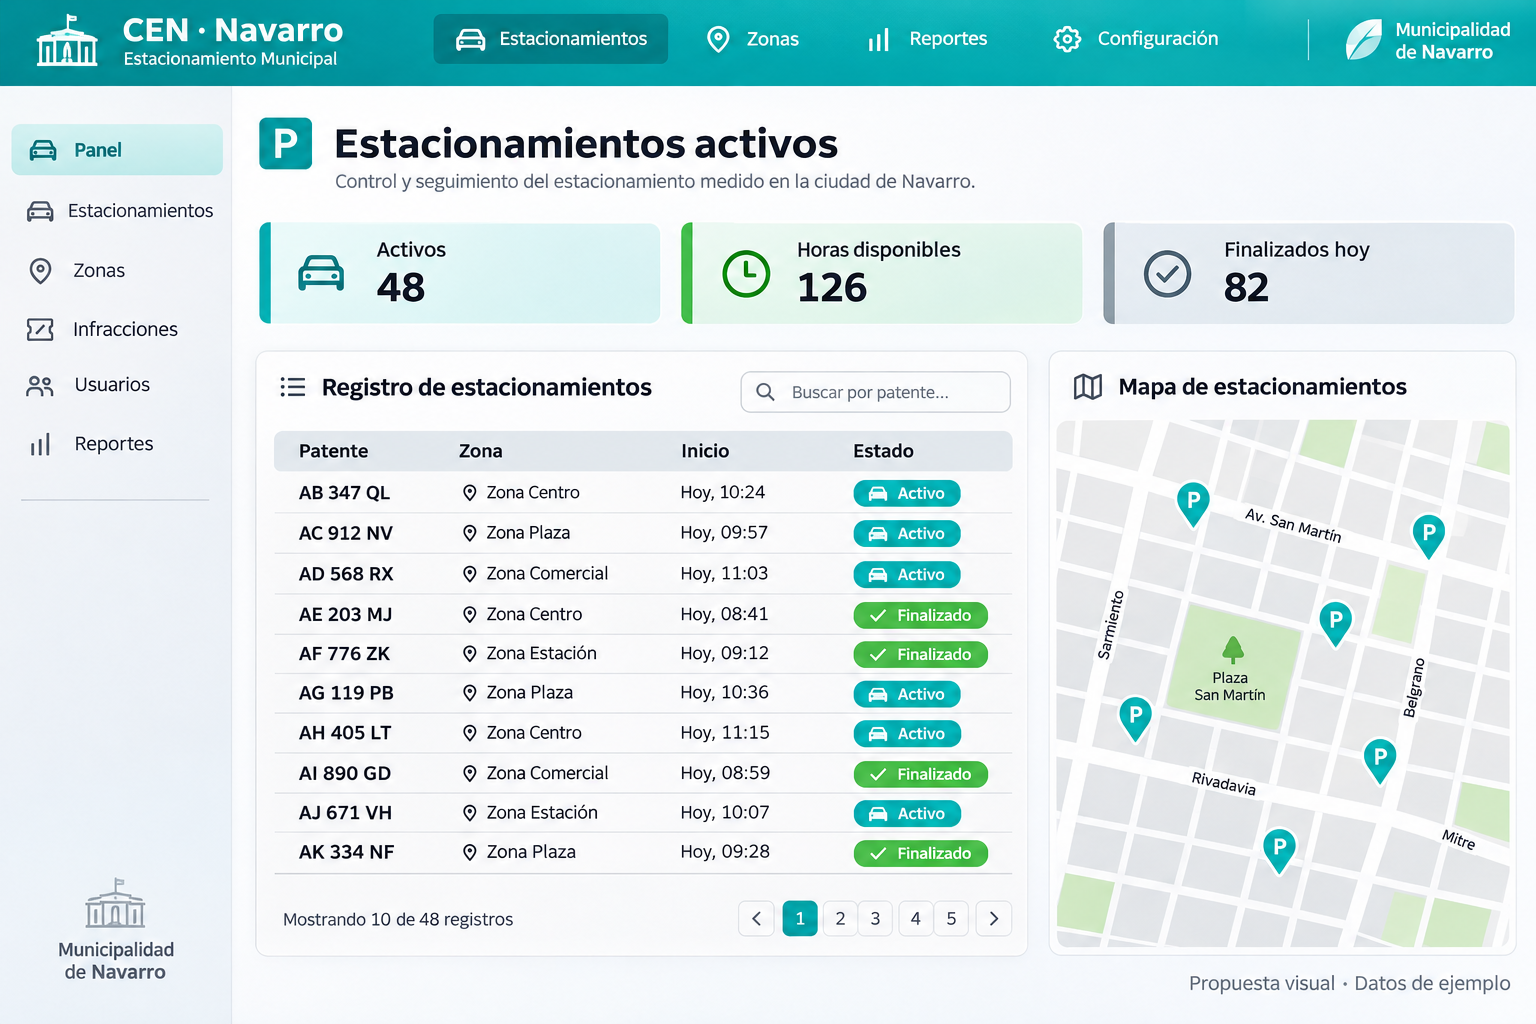 CEN · Navarro
Estacionamiento Municipal
Estacionamientos
Zonas
Reportes
Configuración
Municipalidad
de Navarro
Panel
Estacionamientos
Zonas
Infracciones
Usuarios
Reportes
Municipalidad
de Navarro
P
Estacionamientos activos
Control y seguimiento del estacionamiento medido en la ciudad de Navarro.
Activos
48
Horas disponibles
126
Finalizados hoy
82
Registro de estacionamientos
Buscar por patente...
Patente Zona Inicio Estado
AB 347 QL Zona Centro Hoy, 10:24 Activo
AC 912 NV Zona Plaza Hoy, 09:57 Activo
AD 568 RX Zona Comercial Hoy, 11:03 Activo
AE 203 MJ Zona Centro Hoy, 08:41 Finalizado
AF 776 ZK Zona Estación Hoy, 09:12 Finalizado
AG 119 PB Zona Plaza Hoy, 10:36 Activo
AH 405 LT Zona Centro Hoy, 11:15 Activo
AI 890 GD Zona Comercial Hoy, 08:59 Finalizado
AJ 671 VH Zona Estación Hoy, 10:07 Activo
AK 334 NF Zona Plaza Hoy, 09:28 Finalizado
Mostrando 10 de 48 registros
1 2 3 4 5
Mapa de estacionamientos
P
Av. San Martín
P
Sarmiento
P
Plaza
San Martín
Belgrano
P
P
Rivadavia
Mitre
P
Propuesta visual · Datos de ejemplo